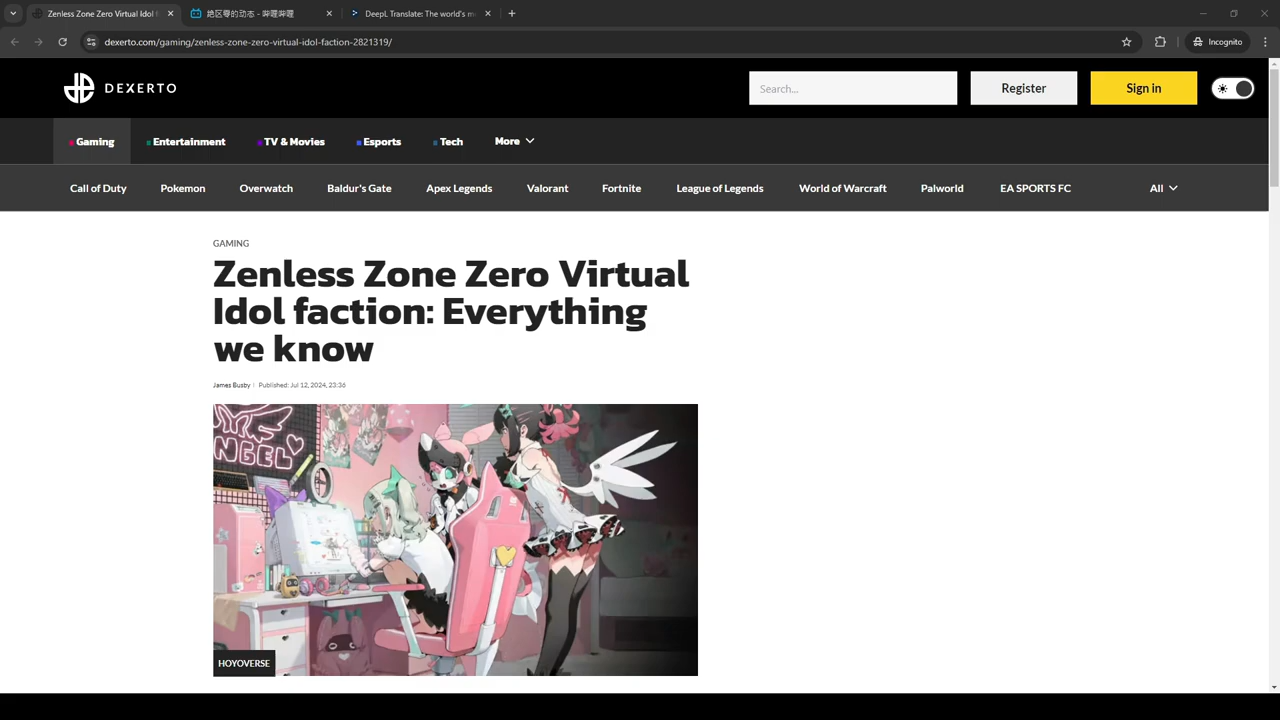 Zenless Zone Zero Virtual Idol f
绝区零的动态 - 哔哩哔哩
DeepL Translate: The world's m
dexerto.com/gaming/zenless-zone-zero-virtual-idol-faction-2821319/
Incognito
DEXERTO
Search...
Register
Sign in
Gaming
Entertainment
TV & Movies
Esports
Tech
More
Call of Duty
Pokemon
Overwatch
Baldur's Gate
Apex Legends
Valorant
Fortnite
League of Legends
World of Warcraft
Palworld
EA SPORTS FC
All
GAMING
Zenless Zone Zero Virtual
Idol faction: Everything
we know
James Busby
Published: Jul 12, 2024, 23:36
NGEL
HOYOVERSE